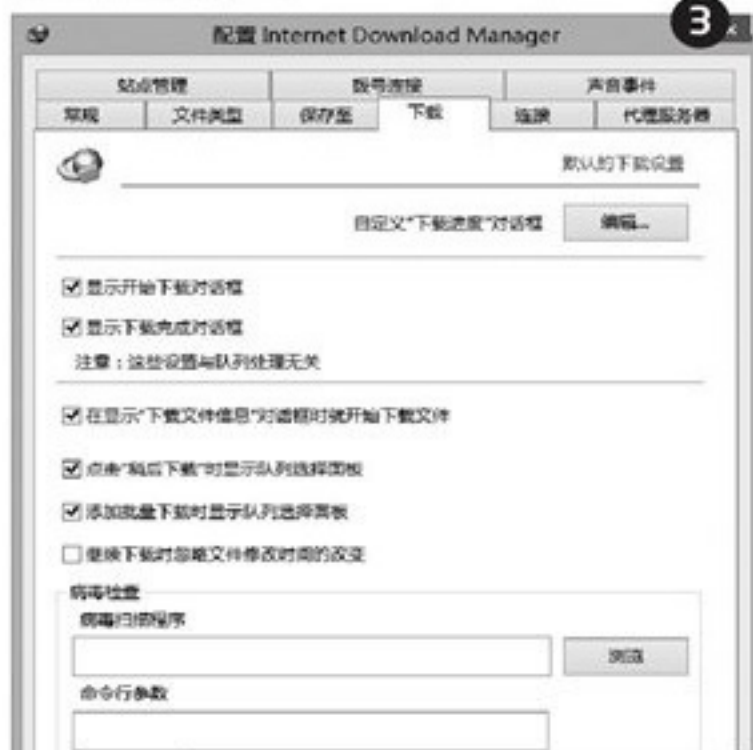 3
配置 Internet Download Manager
站点管理 拨号连接 声音事件
常规 文件类型 保存至 下载 连接 代理服务器
默认的下载设置
自定义“下载进度”对话框 编辑...
显示开始下载对话框
显示下载完成对话框
注意：这些设置与队列处理无关
在显示“下载文件信息”对话框时就开始下载文件
点击“稍后下载”时显示队列选择面板
添加批量下载时显示队列选择面板
继续下载时忽略文件修改时间的改变
病毒检查
病毒扫描程序
浏览
命令行参数